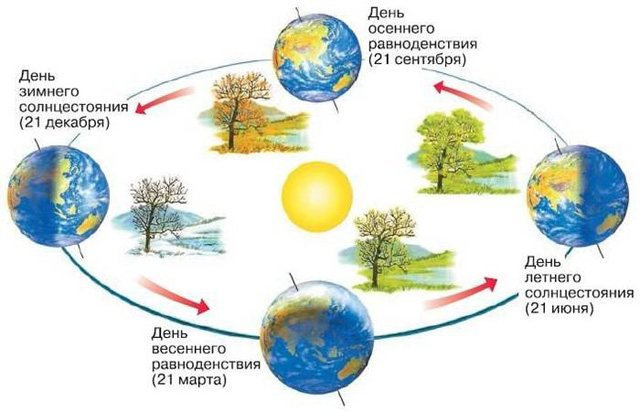 День
осеннего
равноденствия
(21 сентября)
День
зимнего
солнцестояния
(21 декабря)
День
летнего
солнцестояния
(21 июня)
День
весеннего
равноденствия
(21 марта)